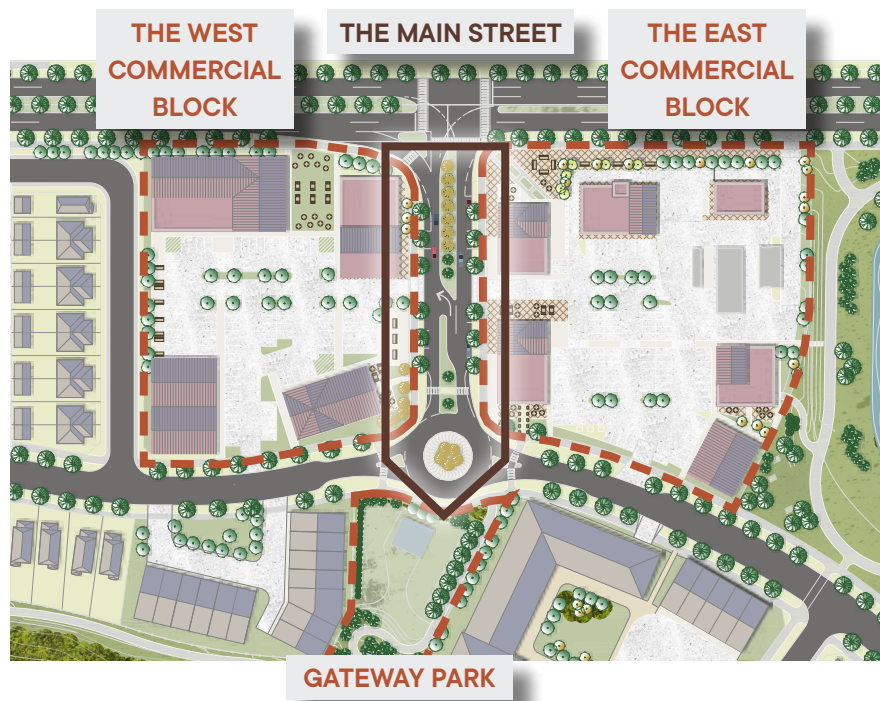 THE WEST
COMMERCIAL
BLOCK
THE MAIN STREET
THE EAST
COMMERCIAL
BLOCK
GATEWAY PARK